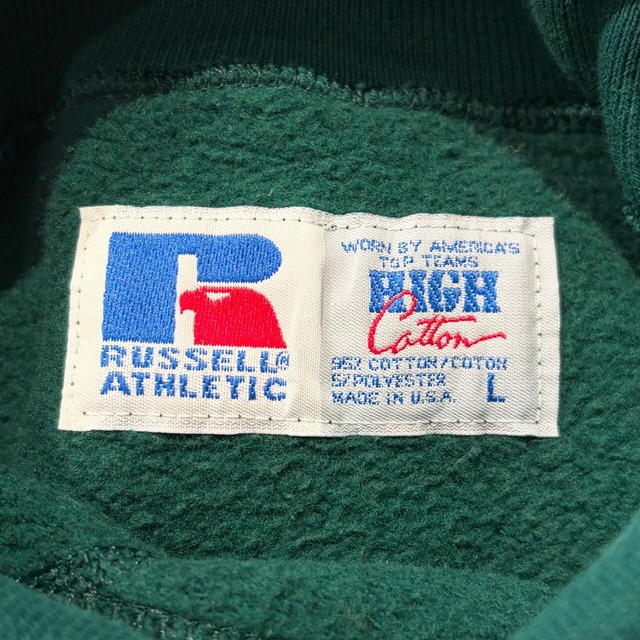 RUSSELL®
ATHLETIC
WORN BY AMERICA'S
TOP TEAMS
HIGH
Cotton
95% COTTON/COTON
5/POLYESTER
MADE IN U.S.A.
L